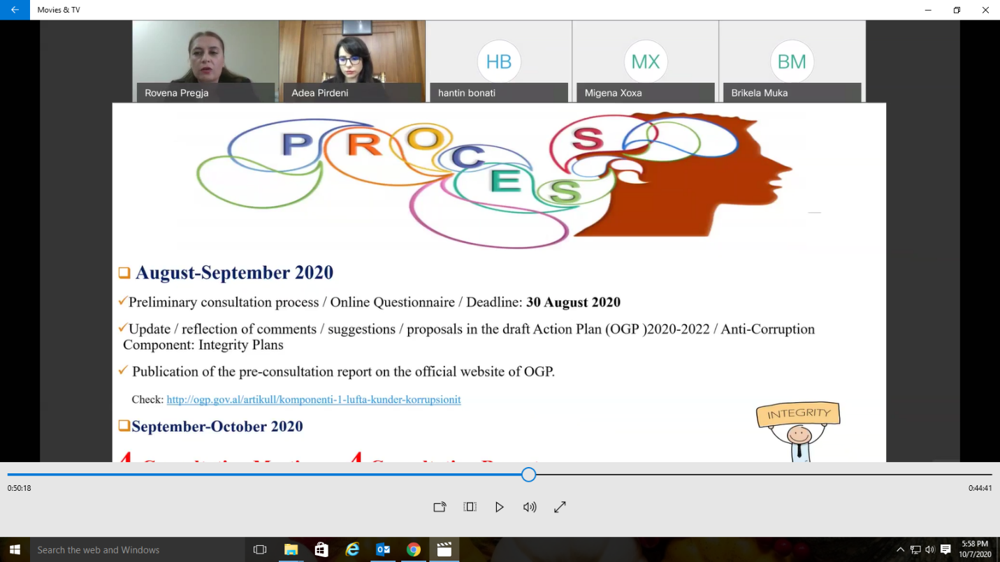 Movies & TV
HB
MX
BM
Rovena Pregja
Adea Pirdeni
hantin bonati
Migena Xoxa
Brikela Muka
PROCESS
August-September 2020
Preliminary consultation process / Online Questionnaire / Deadline: 30 August 2020
Update / reflection of comments / suggestions / proposals in the draft Action Plan (OGP )2020-2022 / Anti-Corruption
Component: Integrity Plans
Publication of the pre-consultation report on the official website of OGP.
Check: http://ogp.gov.al/artikull/komponenti-1-lufta-kunder-korrupsionit
INTEGRITY
September-October 2020
0:50:18
0:44:41
Search the web and Windows
5:58 PM
10/7/2020